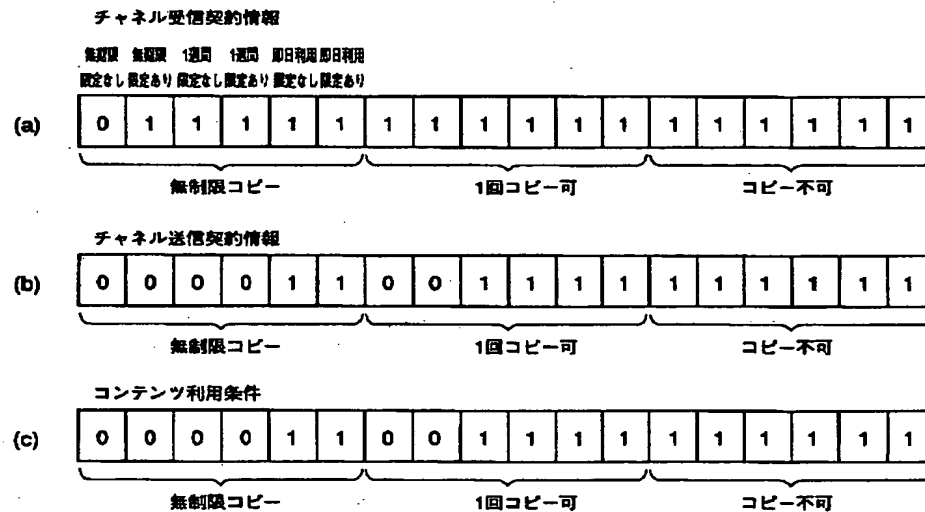 チャネル受信契約情報
無期限 無期限 1週間 1週間 即日利用 即日利用
限定なし 限定あり 限定なし 限定あり 限定なし 限定あり
(a) 0 1 1 1 1 1 1 1 1 1 1 1 1 1 1 1 1 1
無制限コピー 1回コピー可 コピー不可
チャネル送信契約情報
(b) 0 0 0 0 1 1 0 0 1 1 1 1 1 1 1 1 1 1
無制限コピー 1回コピー可 コピー不可
コンテンツ利用条件
(c) 0 0 0 0 1 1 0 0 1 1 1 1 1 1 1 1 1 1
無制限コピー 1回コピー可 コピー不可